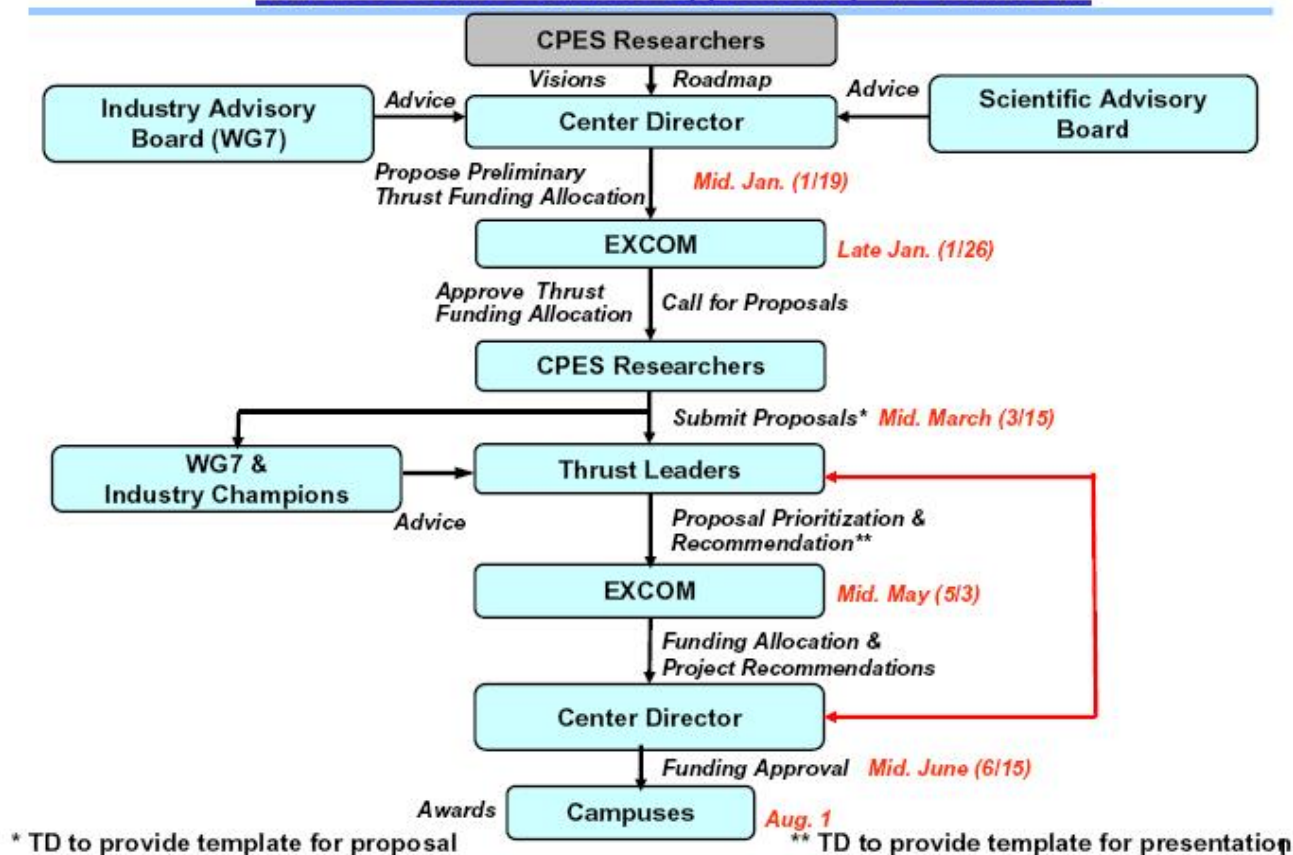 CPES Researchers
Visions
Roadmap
Industry Advisory
Board (WG7)
Advice
Center Director
Advice
Scientific Advisory
Board
Propose Preliminary
Thrust Funding Allocation
Mid. Jan. (1/19)
EXCOM
Late Jan. (1/26)
Approve Thrust
Funding Allocation
Call for Proposals
CPES Researchers
Submit Proposals* Mid. March (3/15)
WG7 &
Industry Champions
Advice
Thrust Leaders
Proposal Prioritization &
Recommendation**
EXCOM
Mid. May (5/3)
Funding Allocation &
Project Recommendations
Center Director
Funding Approval Mid. June (6/15)
Awards
Campuses
Aug. 1
* TD to provide template for proposal
** TD to provide template for presentation